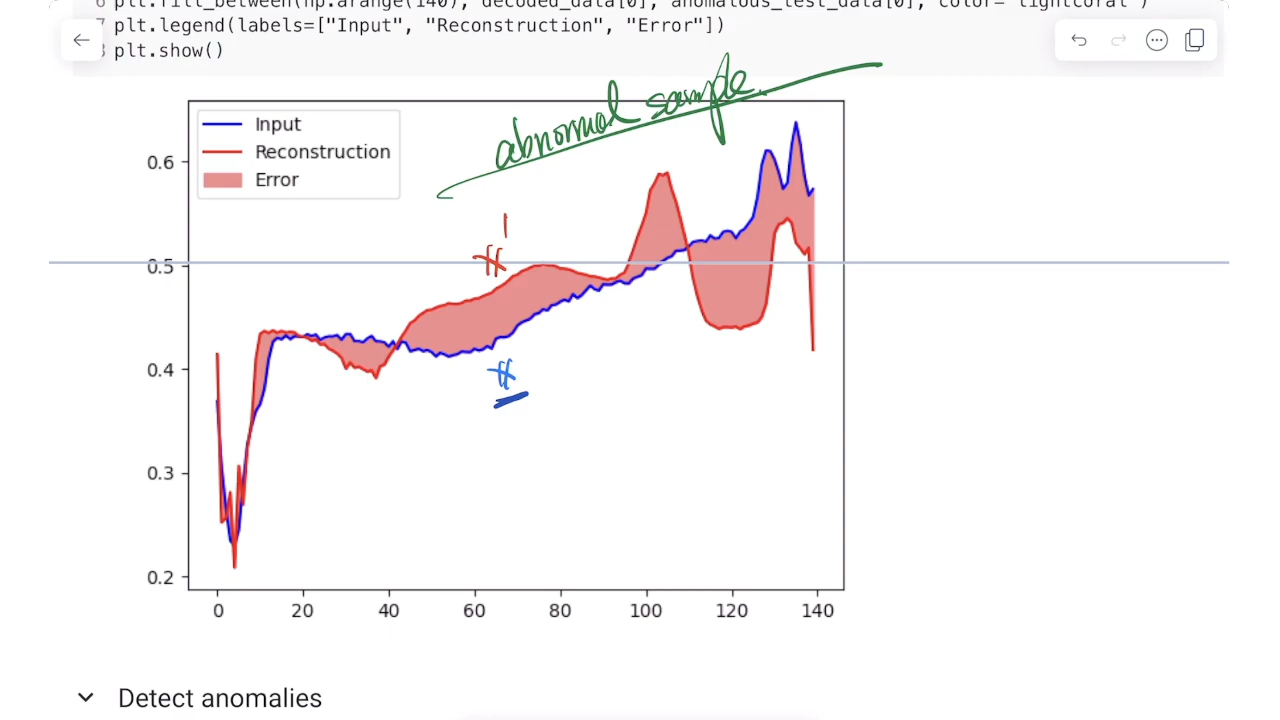 6 plt.fill_between(np.arange(140), decoded_data[0], anomalous_test_data[0], color='lightcoral')
7 plt.legend(labels=["Input", "Reconstruction", "Error"])
8 plt.show()
abnormal sample
Input
Reconstruction
Error
0.6
0.5
0.4
0.3
0.2
0 20 40 60 80 100 120 140
Detect anomalies